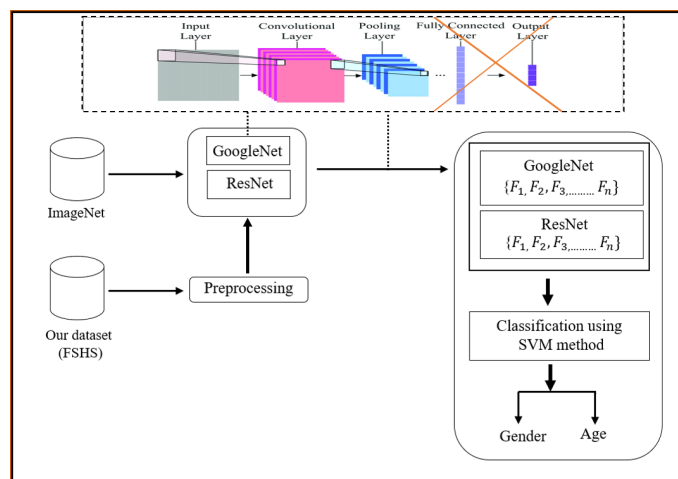 Input Layer
Convolutional Layer
Pooling Layer
Fully Connected Layer
Output Layer
GoogleNet
ResNet
ImageNet
Preprocessing
Our dataset
(FSHS)
GoogleNet
{F1, F2, F3,……… Fn}
ResNet
{F1, F2, F3,……… Fn}
Classification using
SVM method
Gender
Age